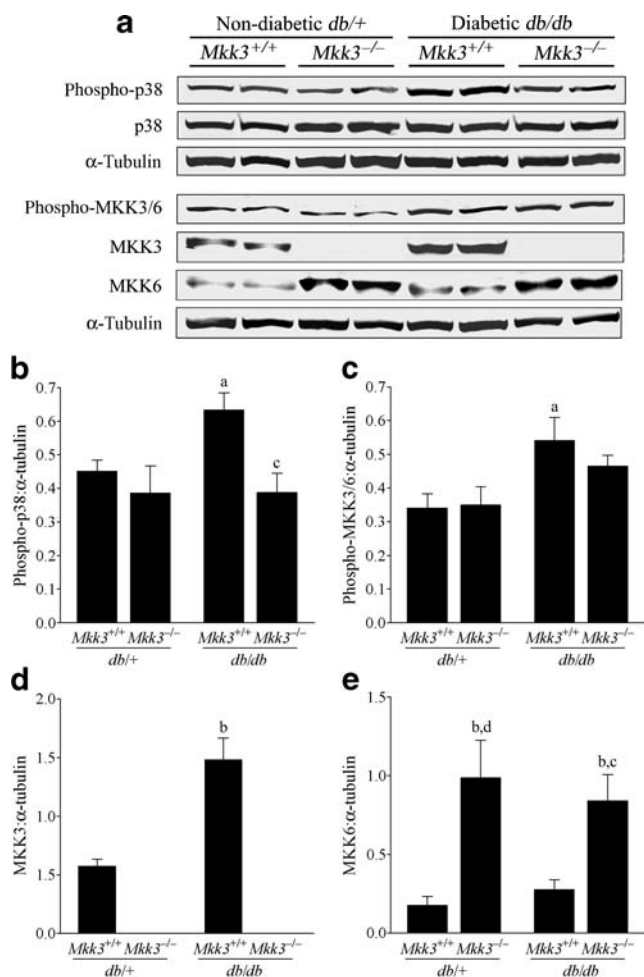 a
Non-diabetic db/+ Diabetic db/db
Mkk3+/+ Mkk3−/− Mkk3+/+ Mkk3−/−
Phospho-p38
p38
α-Tubulin
Phospho-MKK3/6
MKK3
MKK6
α-Tubulin
b
Phospho-p38:α-tubulin
0.7
0.6
0.5
0.4
0.3
0.2
0.1
0.0
a
c
Mkk3+/+ Mkk3−/− Mkk3+/+ Mkk3−/−
db/+ db/db
c
Phospho-MKK3/6:α-tubulin
0.7
0.6
0.5
0.4
0.3
0.2
0.1
0.0
a
Mkk3+/+ Mkk3−/− Mkk3+/+ Mkk3−/−
db/+ db/db
d
MKK3:α-tubulin
2.0
1.5
1.0
1.5
0.0
b
Mkk3+/+ Mkk3−/− Mkk3+/+ Mkk3−/−
db/+ db/db
e
MKK6:α-tubulin
1.5
1.0
0.5
0.0
b,d
b,c
Mkk3+/+ Mkk3−/− Mkk3+/+ Mkk3−/−
db/+ db/db